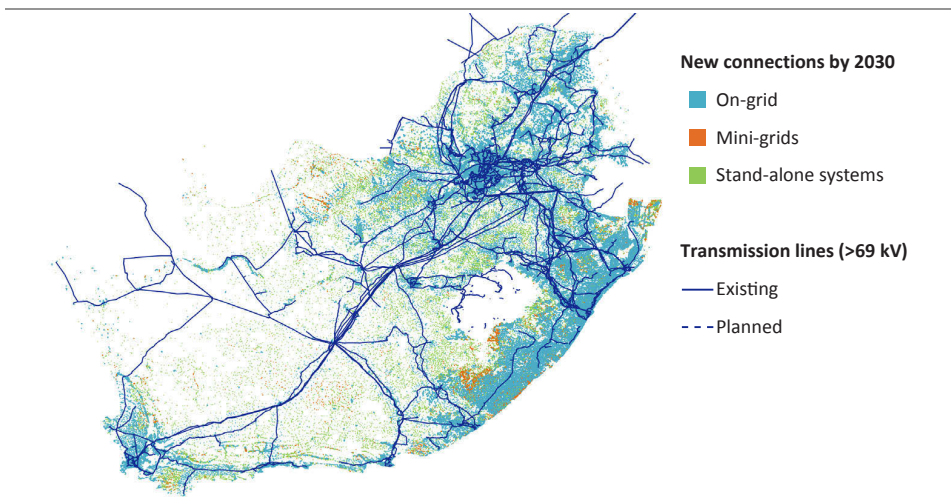 New connections by 2030
On-grid
Mini-grids
Stand-alone systems
Transmission lines (>69 kV)
Existing
Planned